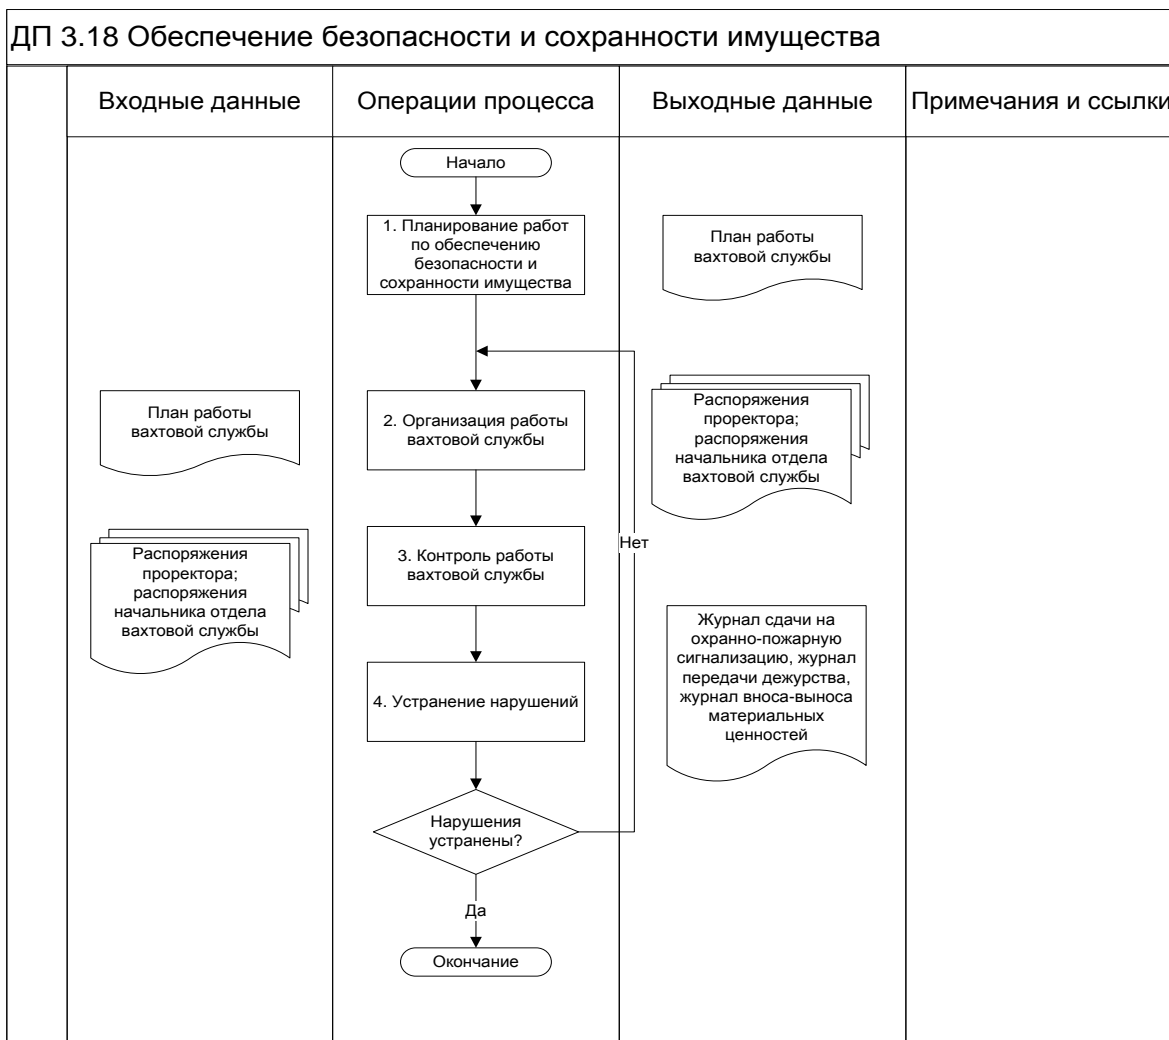 ДП 3.18 Обеспечение безопасности и сохранности имущества
Входные данные
Операции процесса
Выходные данные
Примечания и ссылки
Начало
1. Планирование работ
по обеспечению
безопасности и
сохранности имущества
План работы
вахтовой службы
План работы
вахтовой службы
2. Организация работы
вахтовой службы
Распоряжения
проректора;
распоряжения
начальника отдела
вахтовой службы
Распоряжения
проректора;
распоряжения
начальника отдела
вахтовой службы
3. Контроль работы
вахтовой службы
Нет
4. Устранение нарушений
Журнал сдачи на
охранно-пожарную
сигнализацию, журнал
передачи дежурства,
журнал вноса-выноса
материальных
ценностей
Нарушения
устранены?
Да
Окончание